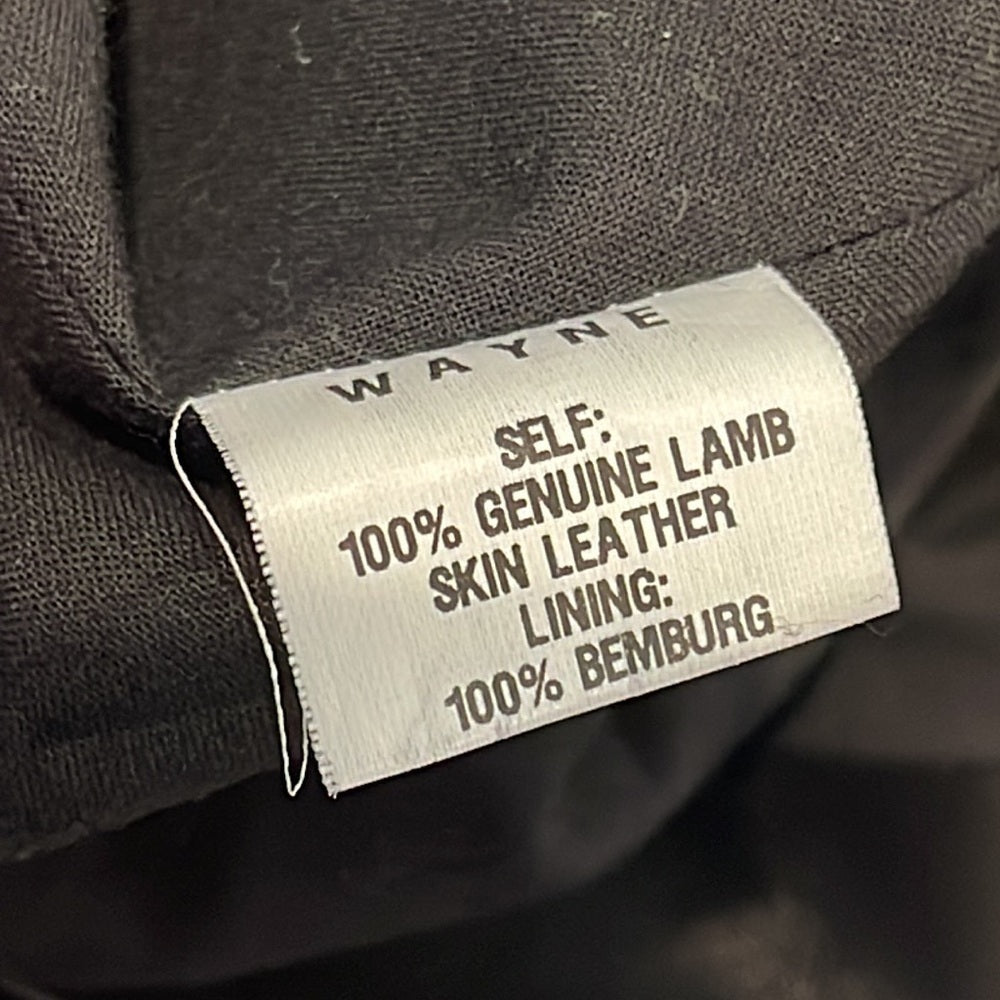 WAYNE
SELF:
100% GENUINE LAMB
SKIN LEATHER
LINING:
100% BEMBURG